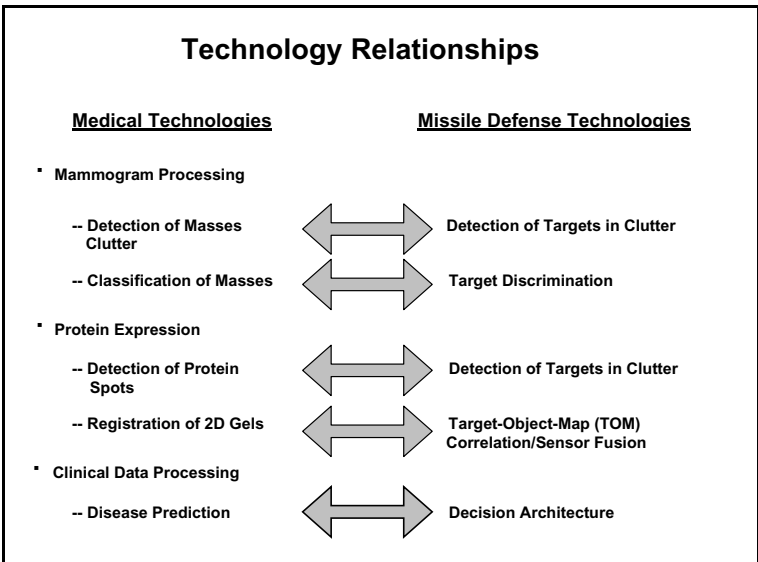 Technology Relationships
Medical Technologies Missile Defense Technologies
· Mammogram Processing
-- Detection of Masses Detection of Targets in Clutter
Clutter
-- Classification of Masses Target Discrimination
· Protein Expression
-- Detection of Protein Detection of Targets in Clutter
Spots
-- Registration of 2D Gels Target-Object-Map (TOM)
Correlation/Sensor Fusion
· Clinical Data Processing
-- Disease Prediction Decision Architecture